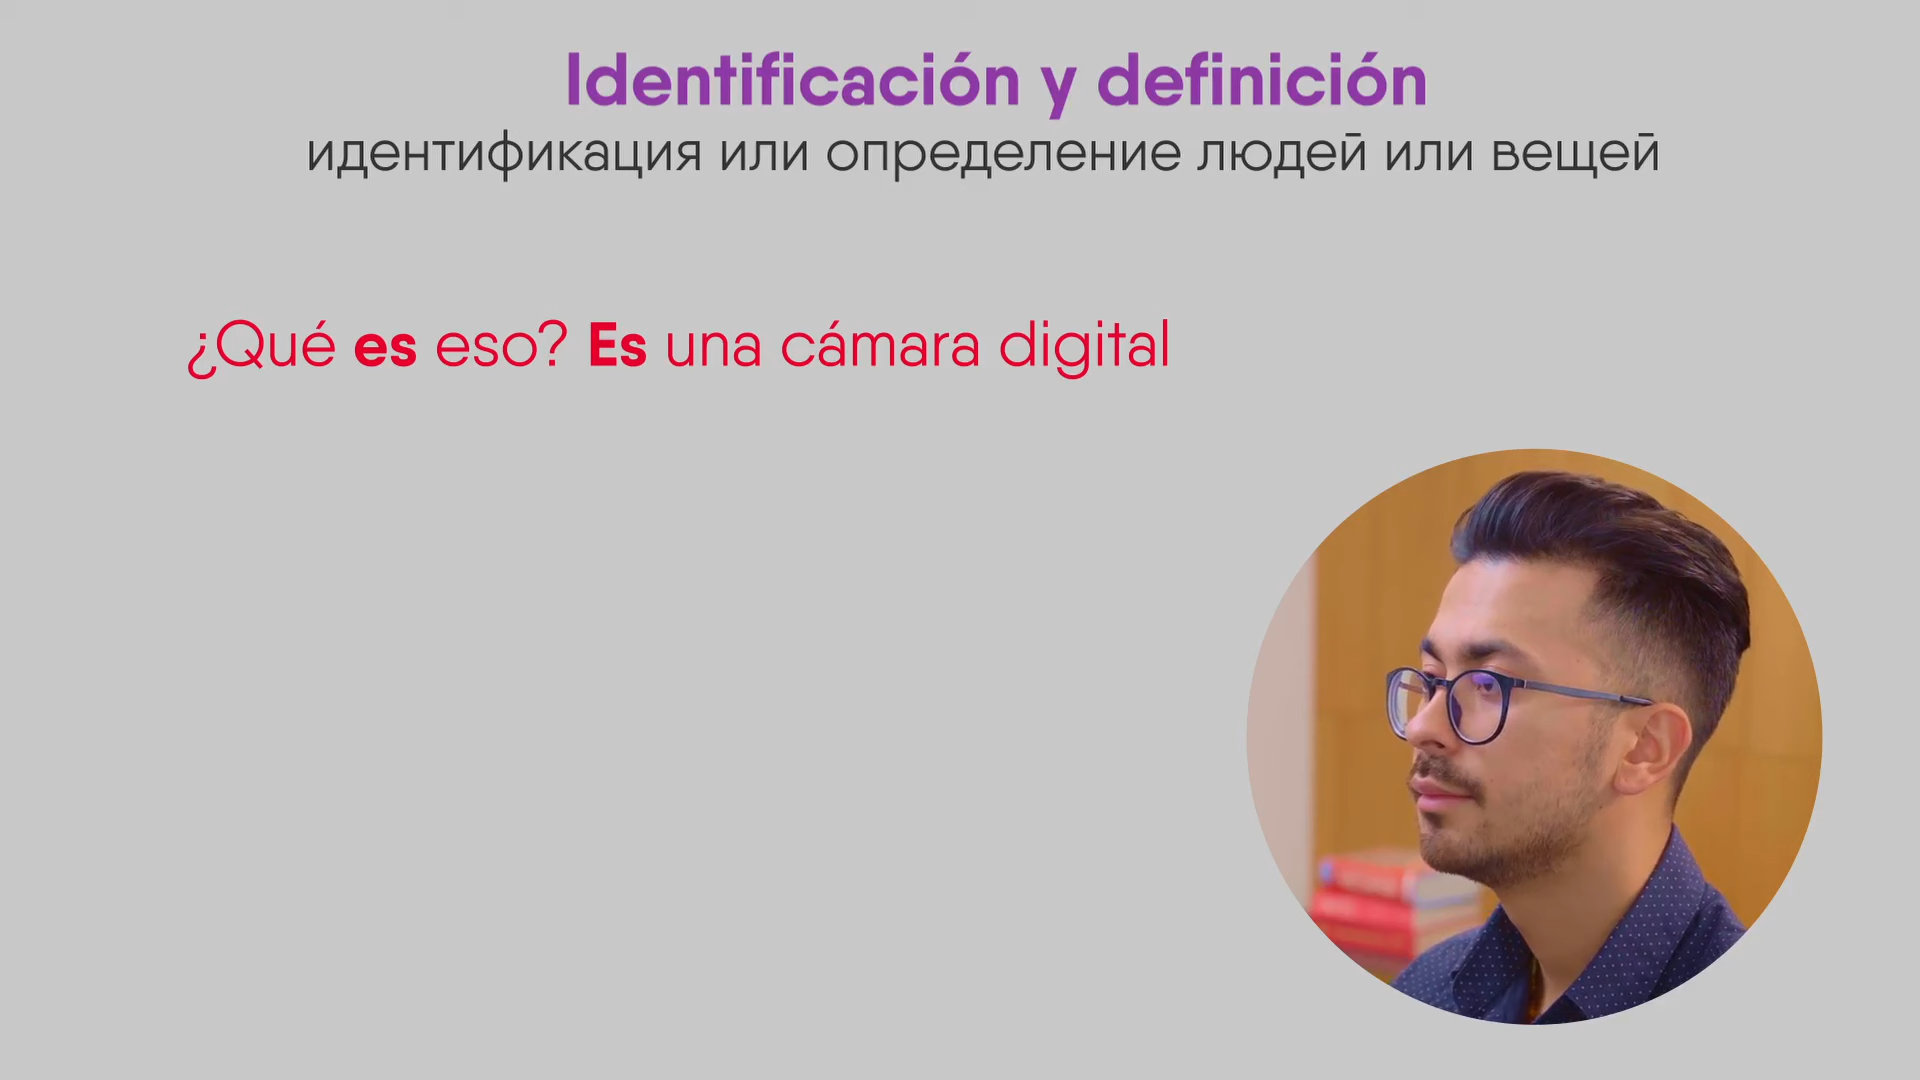 Identificación y definición
идентификация или определение людей или вещей
¿Qué es eso? Es una cámara digital